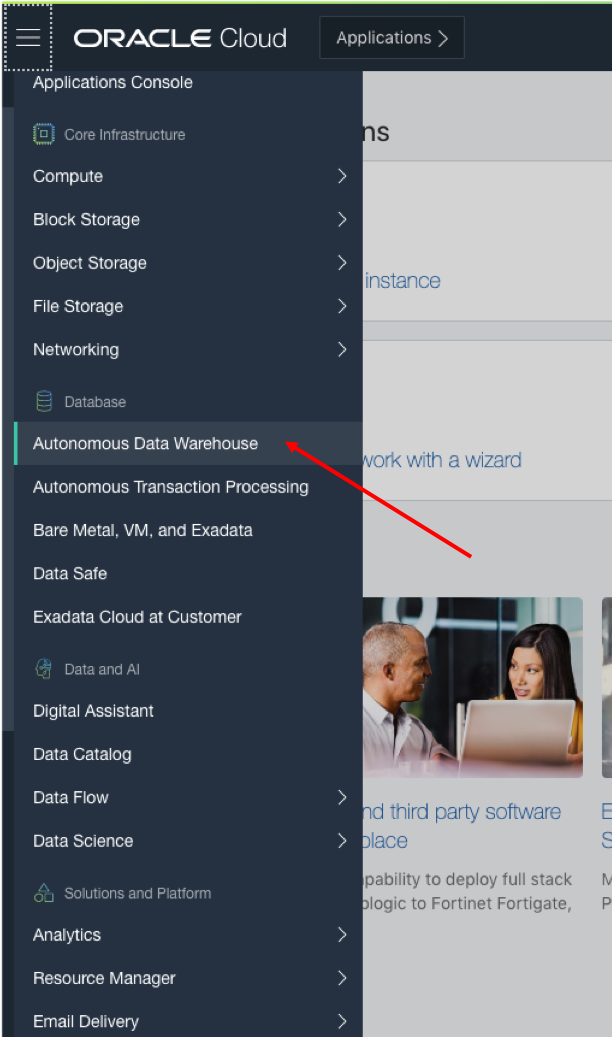 ORACLE Cloud
Applications
Applications Console
Core Infrastructure
Compute
Block Storage
Object Storage
File Storage
Networking
Database
Autonomous Data Warehouse
Autonomous Transaction Processing
Bare Metal, VM, and Exadata
Data Safe
Exadata Cloud at Customer
Data and AI
Digital Assistant
Data Catalog
Data Flow
Data Science
Solutions and Platform
Analytics
Resource Manager
Email Delivery
ns
instance
work with a wizard
nd third party software
place
pability to deploy full stack
ologic to Fortinet Fortigate,
E
S
M
P